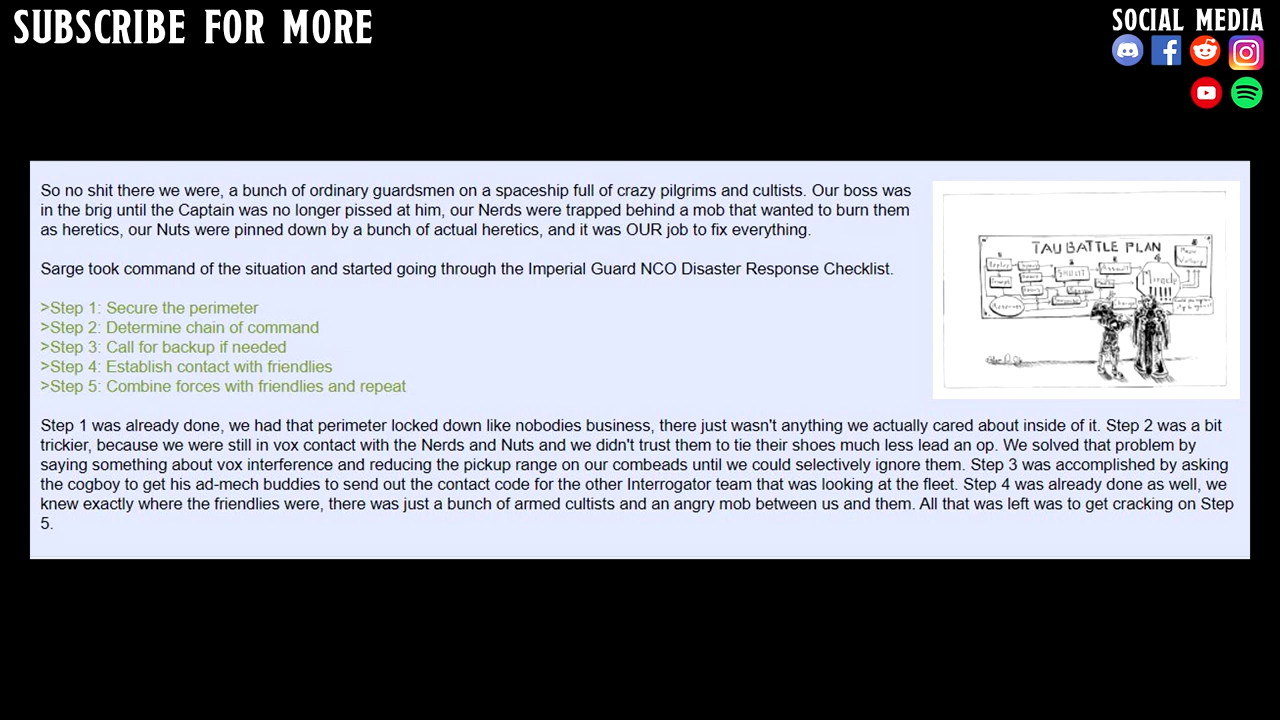 SUBSCRIBE FOR MORE
SOCIAL MEDIA
So no shit there we were, a bunch of ordinary guardsmen on a spaceship full of crazy pilgrims and cultists. Our boss was
in the brig until the Captain was no longer pissed at him, our Nerds were trapped behind a mob that wanted to burn them
as heretics, our Nuts were pinned down by a bunch of actual heretics, and it was OUR job to fix everything.
Sarge took command of the situation and started going through the Imperial Guard NCO Disaster Response Checklist.
>Step 1: Secure the perimeter
>Step 2: Determine chain of command
>Step 3: Call for backup if needed
>Step 4: Establish contact with friendlies
>Step 5: Combine forces with friendlies and repeat
TAU BATTLE PLAN
SHOOT
Assault
Miracle
!!!!
Victory
Step 1 was already done, we had that perimeter locked down like nobodies business, there just wasn't anything we actually cared about inside of it. Step 2 was a bit
trickier, because we were still in vox contact with the Nerds and Nuts and we didn't trust them to tie their shoes much less lead an op. We solved that problem by
saying something about vox interference and reducing the pickup range on our combeads until we could selectively ignore them. Step 3 was accomplished by asking
the cogboy to get his ad-mech buddies to send out the contact code for the other Interrogator team that was looking at the fleet. Step 4 was already done as well, we
knew exactly where the friendlies were, there was just a bunch of armed cultists and an angry mob between us and them. All that was left was to get cracking on Step
5.